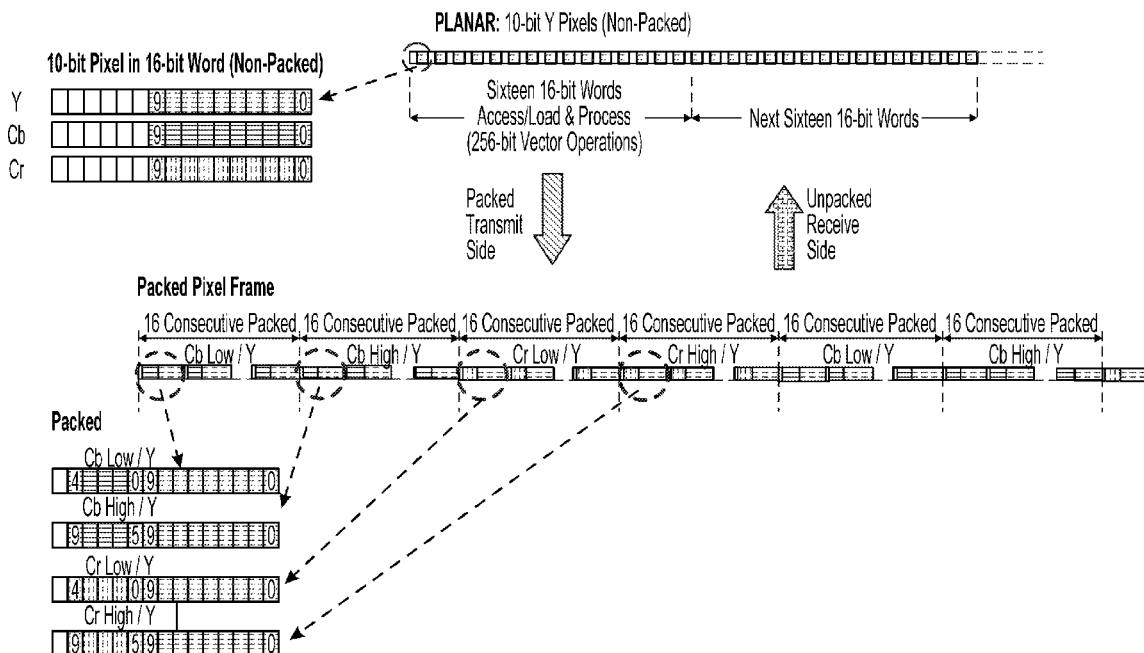 PLANAR: 10-bit Y Pixels (Non-Packed)
10-bit Pixel in 16-bit Word (Non-Packed)
Y 9 0
Cb 9 0
Cr 9 0
Sixteen 16-bit Words
Access/Load & Process
(256-bit Vector Operations)
Next Sixteen 16-bit Words
Packed
Transmit
Side
Unpacked
Receive
Side
Packed Pixel Frame
16 Consecutive Packed 16 Consecutive Packed 16 Consecutive Packed 16 Consecutive Packed 16 Consecutive Packed 16 Consecutive Packed
Cb Low / Y Cb High / Y Cr Low / Y Cr High / Y Cb Low / Y Cb High / Y
Packed
Cb Low / Y
4 0 9 0
Cb High / Y
9 5 9 0
Cr Low / Y
4 0 9 0
Cr High / Y
9 5 9 0